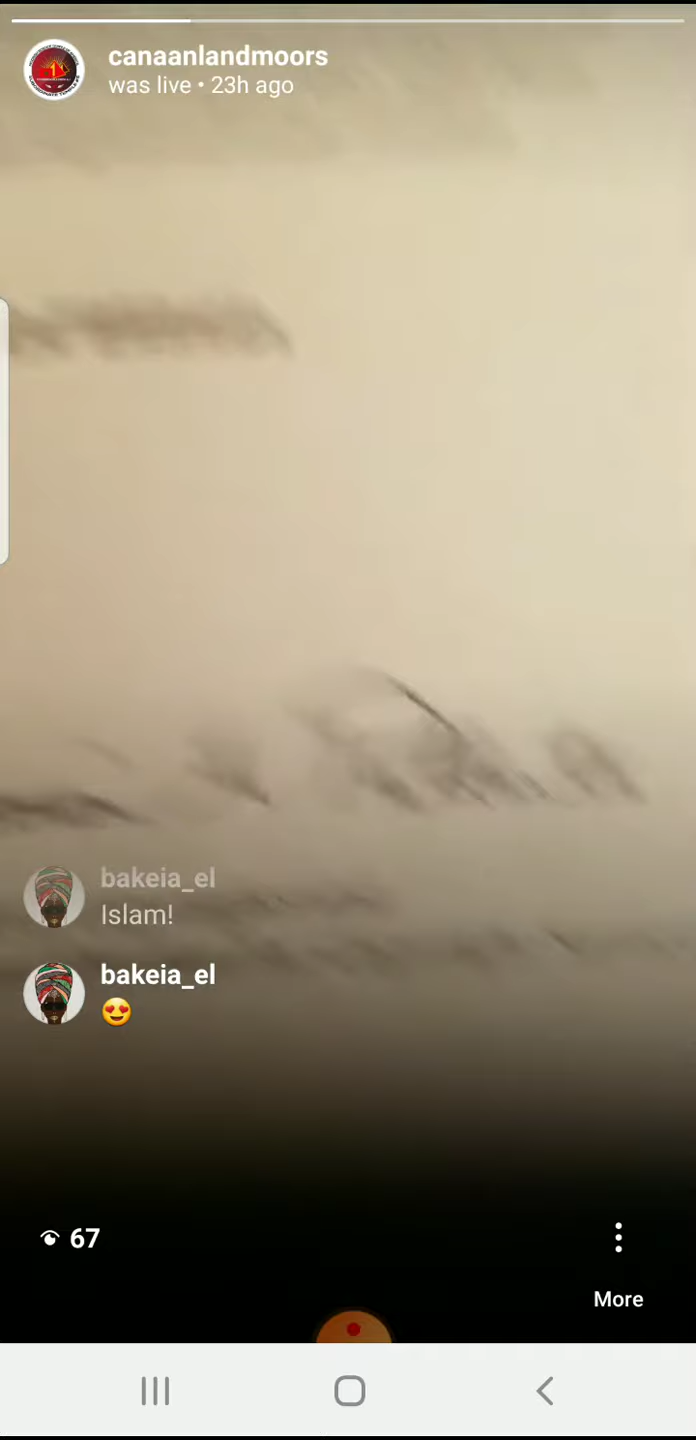 canaanlandmoors
was live • 23h ago
bakeia_el
Islam!
bakeia_el
😍
67
More